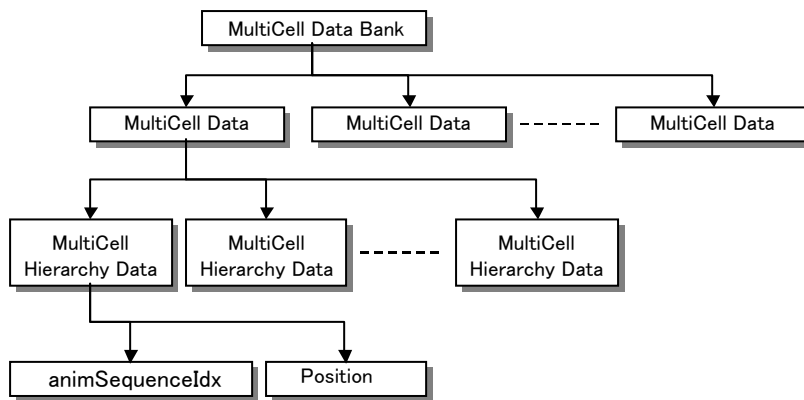 MultiCell Data Bank
MultiCell Data
MultiCell Data
MultiCell Data
MultiCell
Hierarchy Data
MultiCell
Hierarchy Data
MultiCell
Hierarchy Data
animSequenceIdx
Position